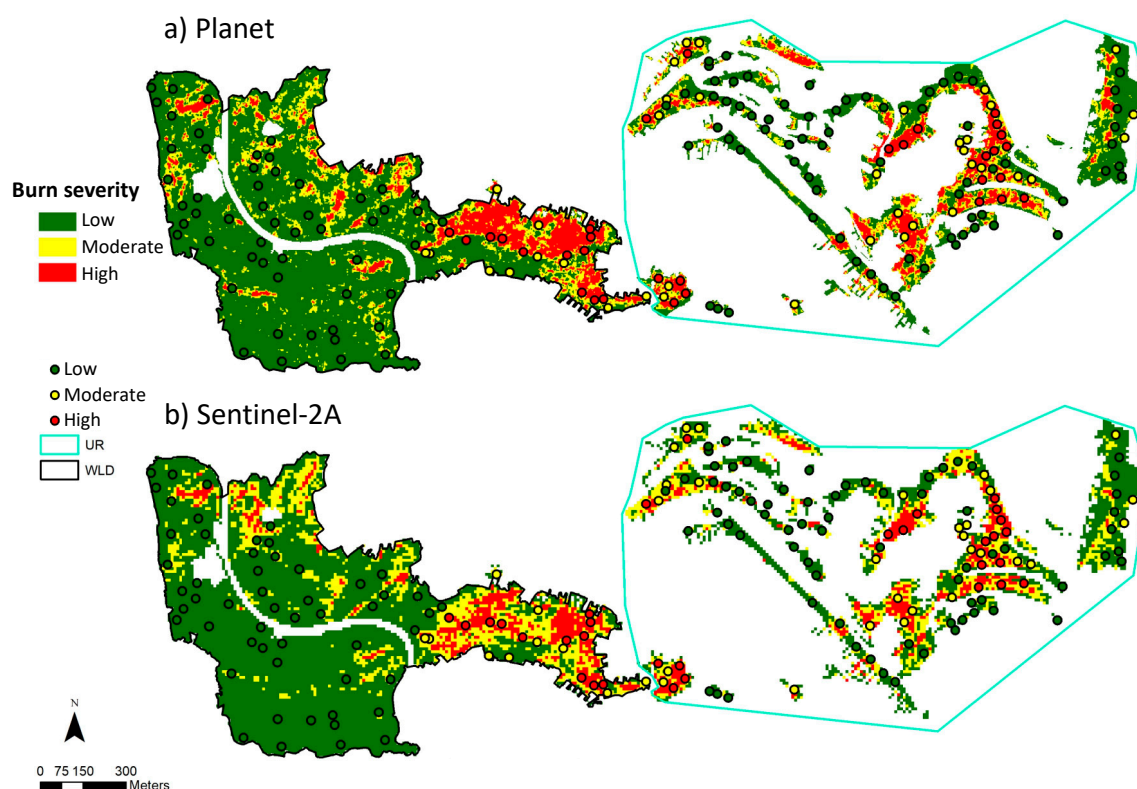 a) Planet
Burn severity
Low
Moderate
High
Low
Moderate
High
UR
WLD
b) Sentinel-2A
N
0 75 150 300
Meters